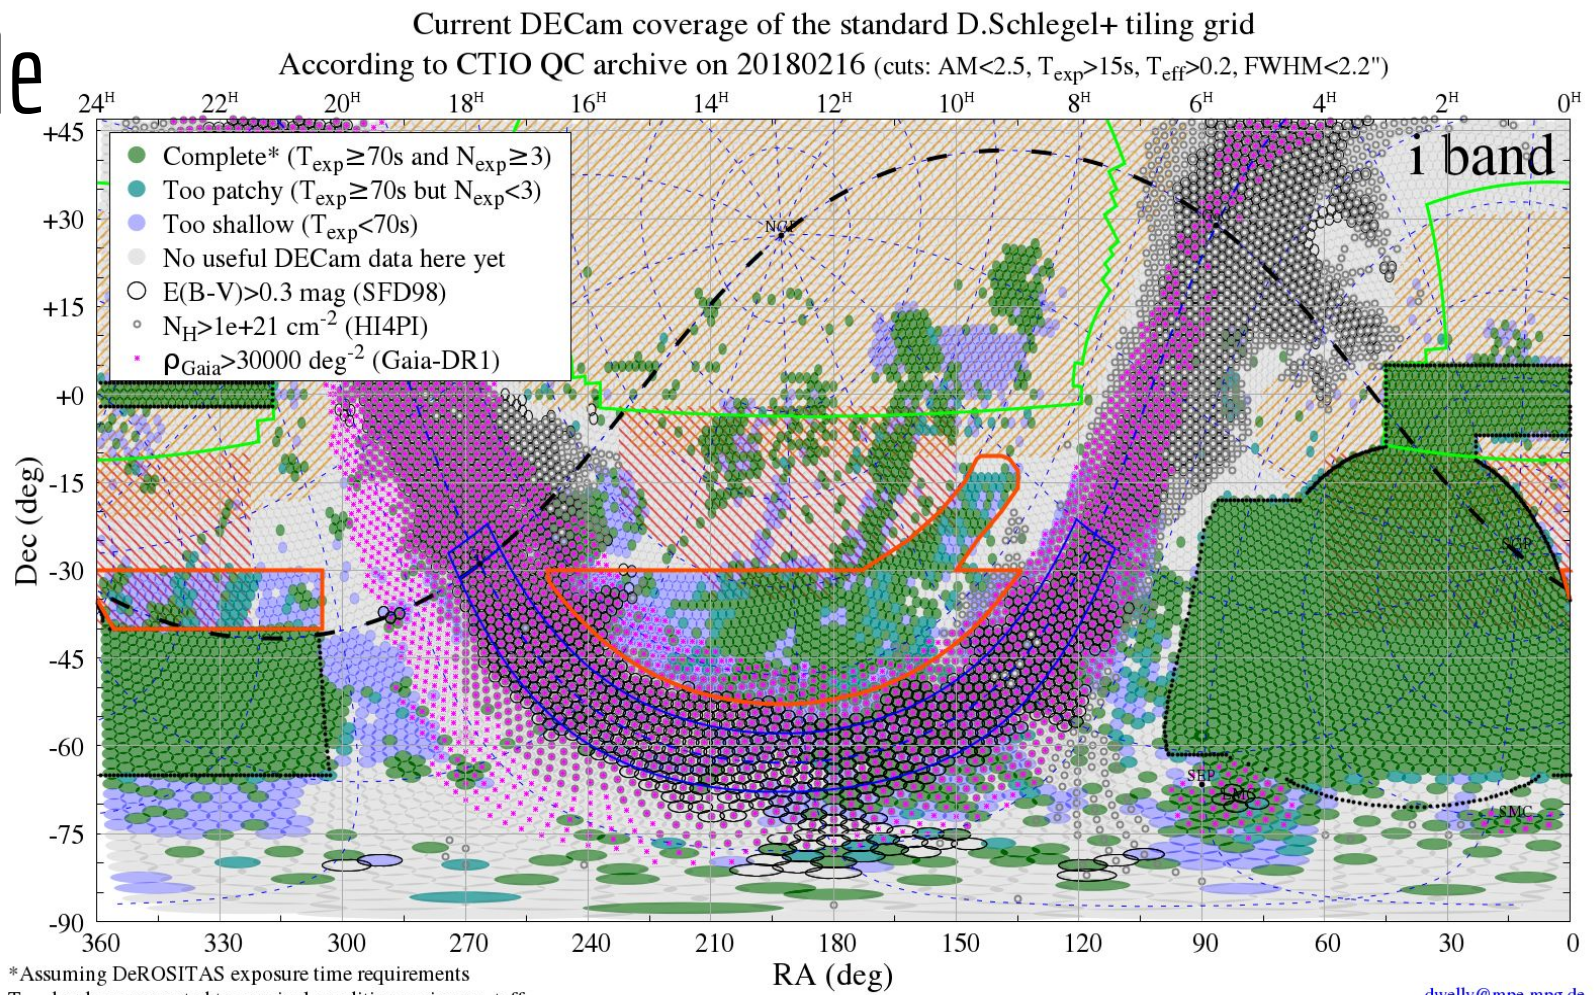 de
Current DECam coverage of the standard D.Schlegel+ tiling grid
According to CTIO QC archive on 20180216 (cuts: AM<2.5, Texp>15s, Teff>0.2, FWHM<2.2")
24H 22H 20H 18H 16H 14H 12H 10H 8H 6H 4H 2H 0H
i band
Complete* (Texp≥70s and Nexp≥3)
Too patchy (Texp≥70s but Nexp<3)
Too shallow (Texp<70s)
No useful DECam data here yet
E(B-V)>0.3 mag (SFD98)
NH>1e+21 cm-2 (HI4PI)
ρGaia>30000 deg-2 (Gaia-DR1)
NGP
SGP
SEP
LMC
SMC
+45
+30
+15
+0
-15
-30
-45
-60
-75
-90
Dec (deg)
360 330 300 270 240 210 180 150 120 90 60 30 0
RA (deg)
*Assuming DeROSITAS exposure time requirements
dwelly@mpe.mpg.de